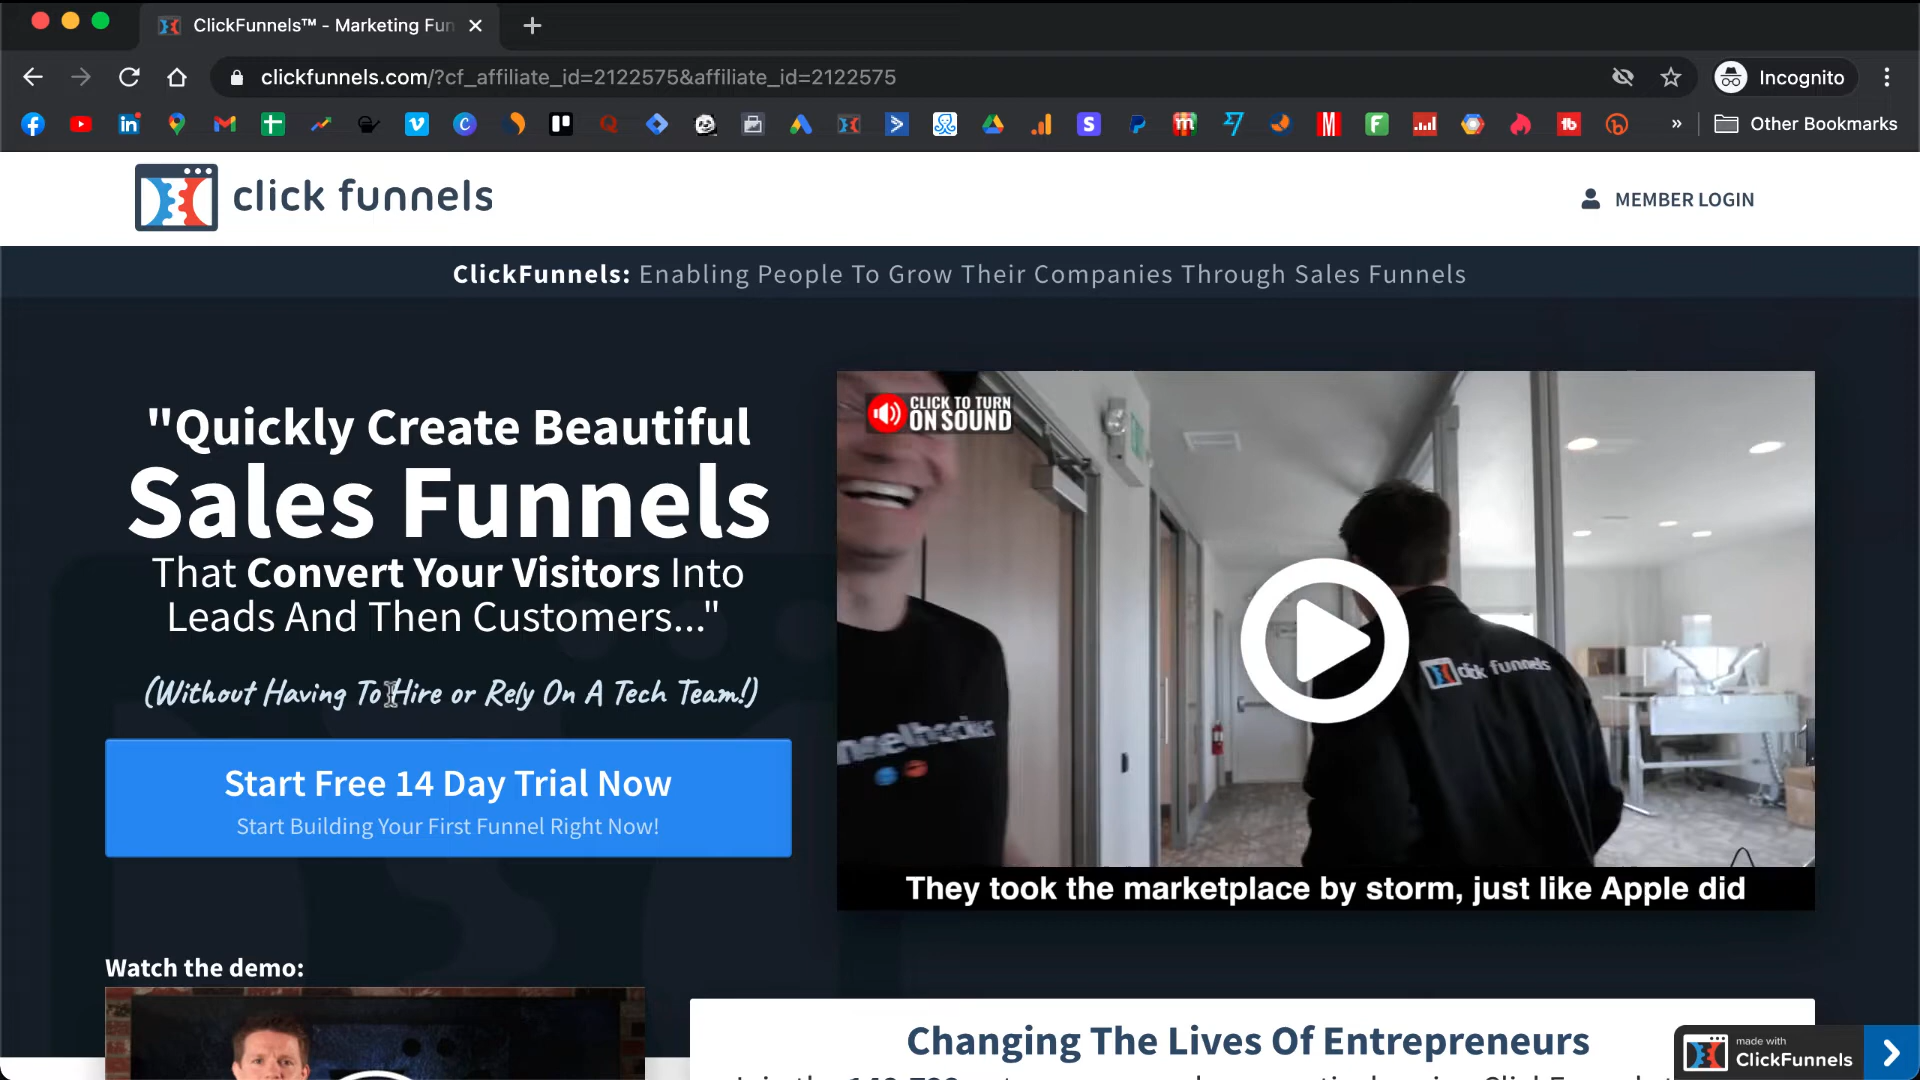 ClickFunnels™ - Marketing Fun
clickfunnels.com/?cf_affiliate_id=2122575&affiliate_id=2122575
Incognito
Other Bookmarks
click funnels
MEMBER LOGIN
ClickFunnels: Enabling People To Grow Their Companies Through Sales Funnels
"Quickly Create Beautiful
Sales Funnels
That Convert Your Visitors Into
Leads And Then Customers..."
(Without Having To Hire or Rely On A Tech Team!)
Start Free 14 Day Trial Now
Start Building Your First Funnel Right Now!
CLICK TO TURN
ON SOUND
click funnels
They took the marketplace by storm, just like Apple did
Watch the demo:
Changing The Lives Of Entrepreneurs
made with
ClickFunnels